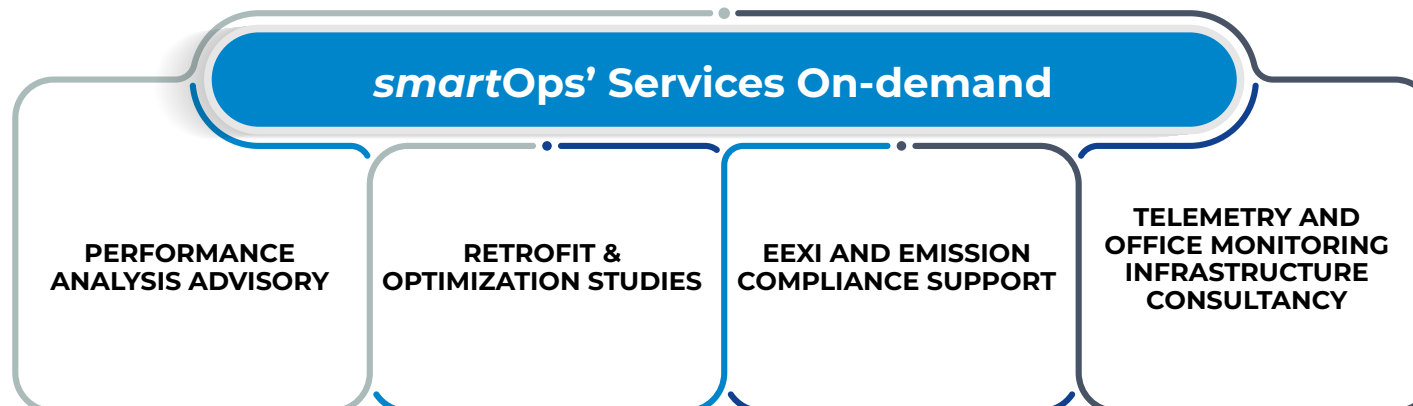 smartOps’ Services On-demand
PERFORMANCE
ANALYSIS ADVISORY
RETROFIT &
OPTIMIZATION STUDIES
EEXI AND EMISSION
COMPLIANCE SUPPORT
TELEMETRY AND
OFFICE MONITORING
INFRASTRUCTURE
CONSULTANCY